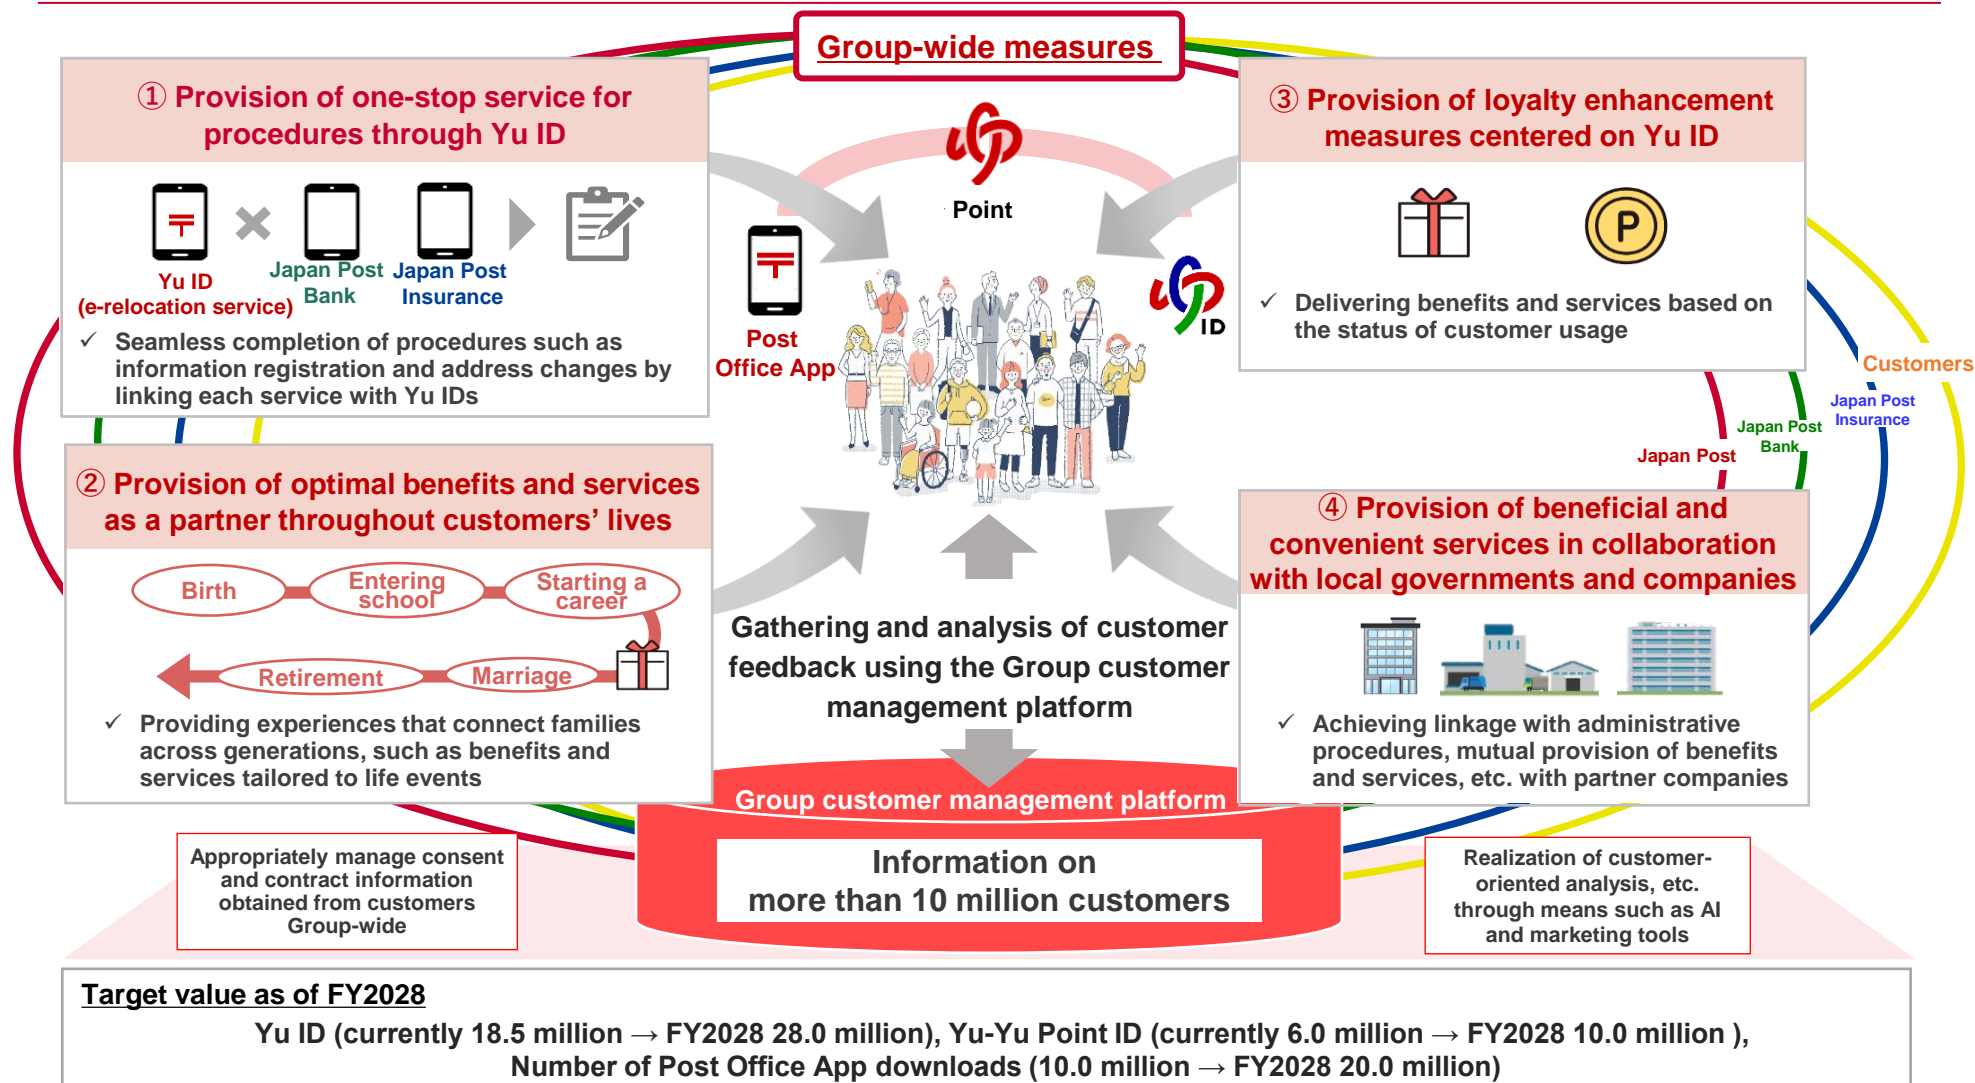 Group-wide measures
① Provision of one-stop service for
procedures through Yu ID
Yu ID
(e-relocation service)
Japan Post
Bank
Japan Post
Insurance
✓ Seamless completion of procedures such as
information registration and address changes by
linking each service with Yu IDs
② Provision of optimal benefits and services
as a partner throughout customers’ lives
Birth
Entering
school
Starting a
career
Retirement
Marriage
✓ Providing experiences that connect families
across generations, such as benefits and
services tailored to life events
Point
Post
Office App
ID
Gathering and analysis of customer
feedback using the Group customer
management platform
③ Provision of loyalty enhancement
measures centered on Yu ID
P
✓ Delivering benefits and services based on
the status of customer usage
Customers
Japan Post
Insurance
Japan Post
Bank
Japan Post
④ Provision of beneficial and
convenient services in collaboration
with local governments and companies
✓ Achieving linkage with administrative
procedures, mutual provision of benefits
and services, etc. with partner companies
Group customer management platform
Information on
more than 10 million customers
Appropriately manage consent
and contract information
obtained from customers
Group-wide
Realization of customer-
oriented analysis, etc.
through means such as AI
and marketing tools
Target value as of FY2028
Yu ID (currently 18.5 million → FY2028 28.0 million), Yu-Yu Point ID (currently 6.0 million → FY2028 10.0 million ),
Number of Post Office App downloads (10.0 million → FY2028 20.0 million)